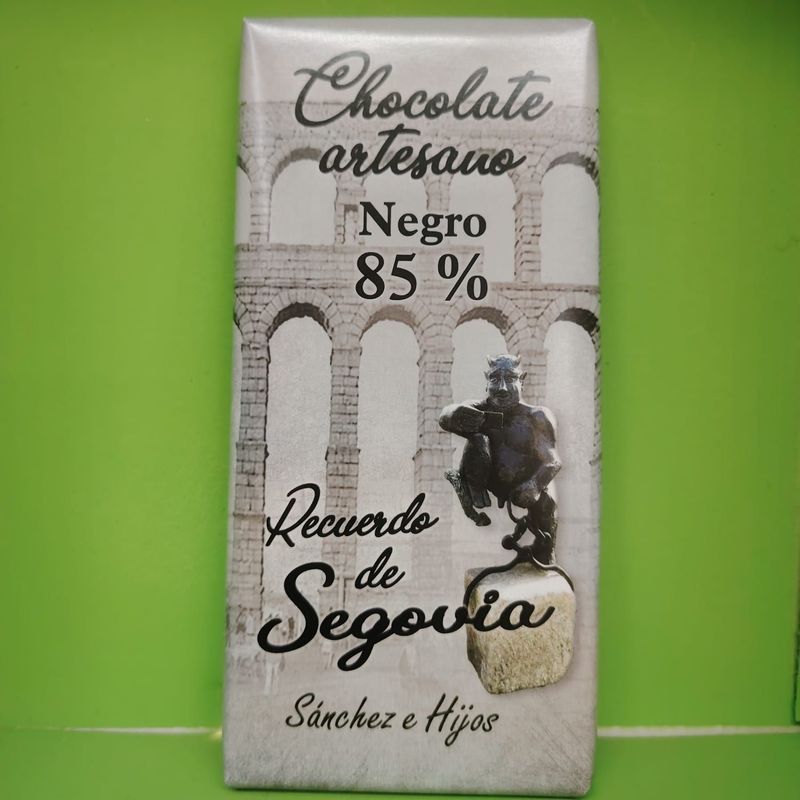 Chocolate
artesano
Negro
85 %
Recuerdo
de
Segovia
Sánchez e Hijos